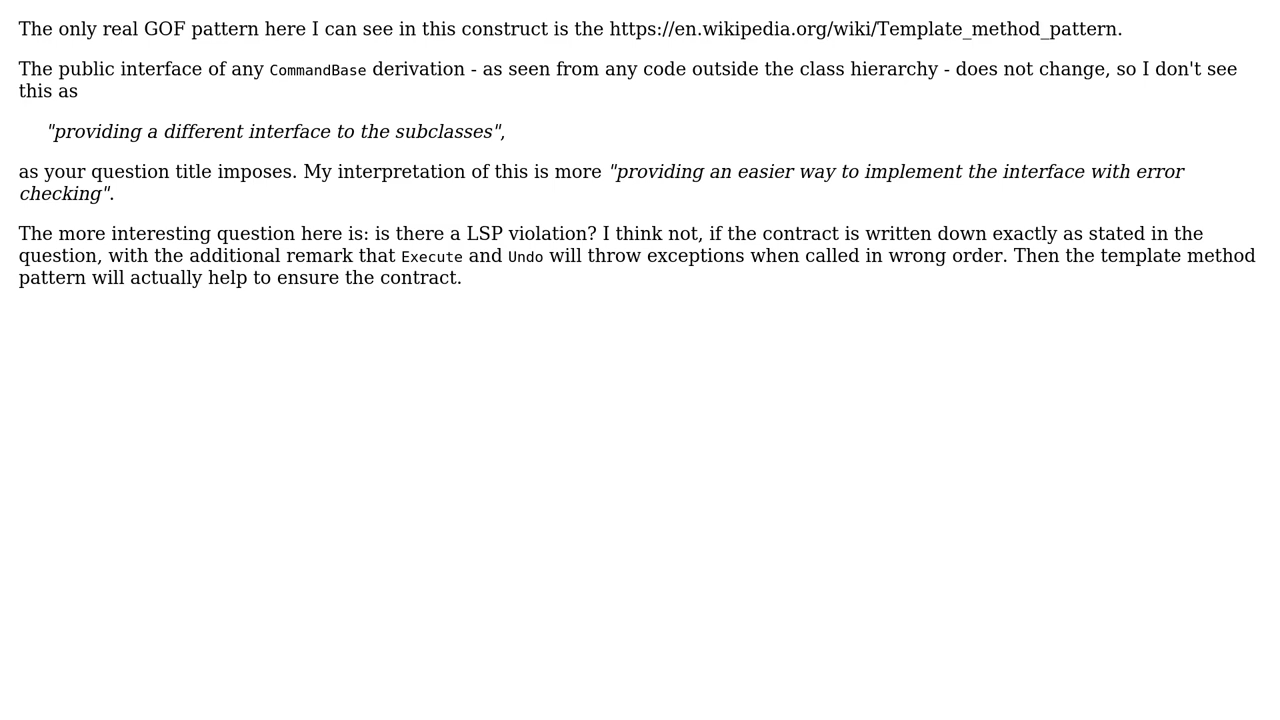 The only real GOF pattern here I can see in this construct is the https://en.wikipedia.org/wiki/Template_method_pattern.
The public interface of any CommandBase derivation - as seen from any code outside the class hierarchy - does not change, so I don't see
this as
"providing a different interface to the subclasses",
as your question title imposes. My interpretation of this is more "providing an easier way to implement the interface with error
checking".
The more interesting question here is: is there a LSP violation? I think not, if the contract is written down exactly as stated in the
question, with the additional remark that Execute and Undo will throw exceptions when called in wrong order. Then the template method
pattern will actually help to ensure the contract.